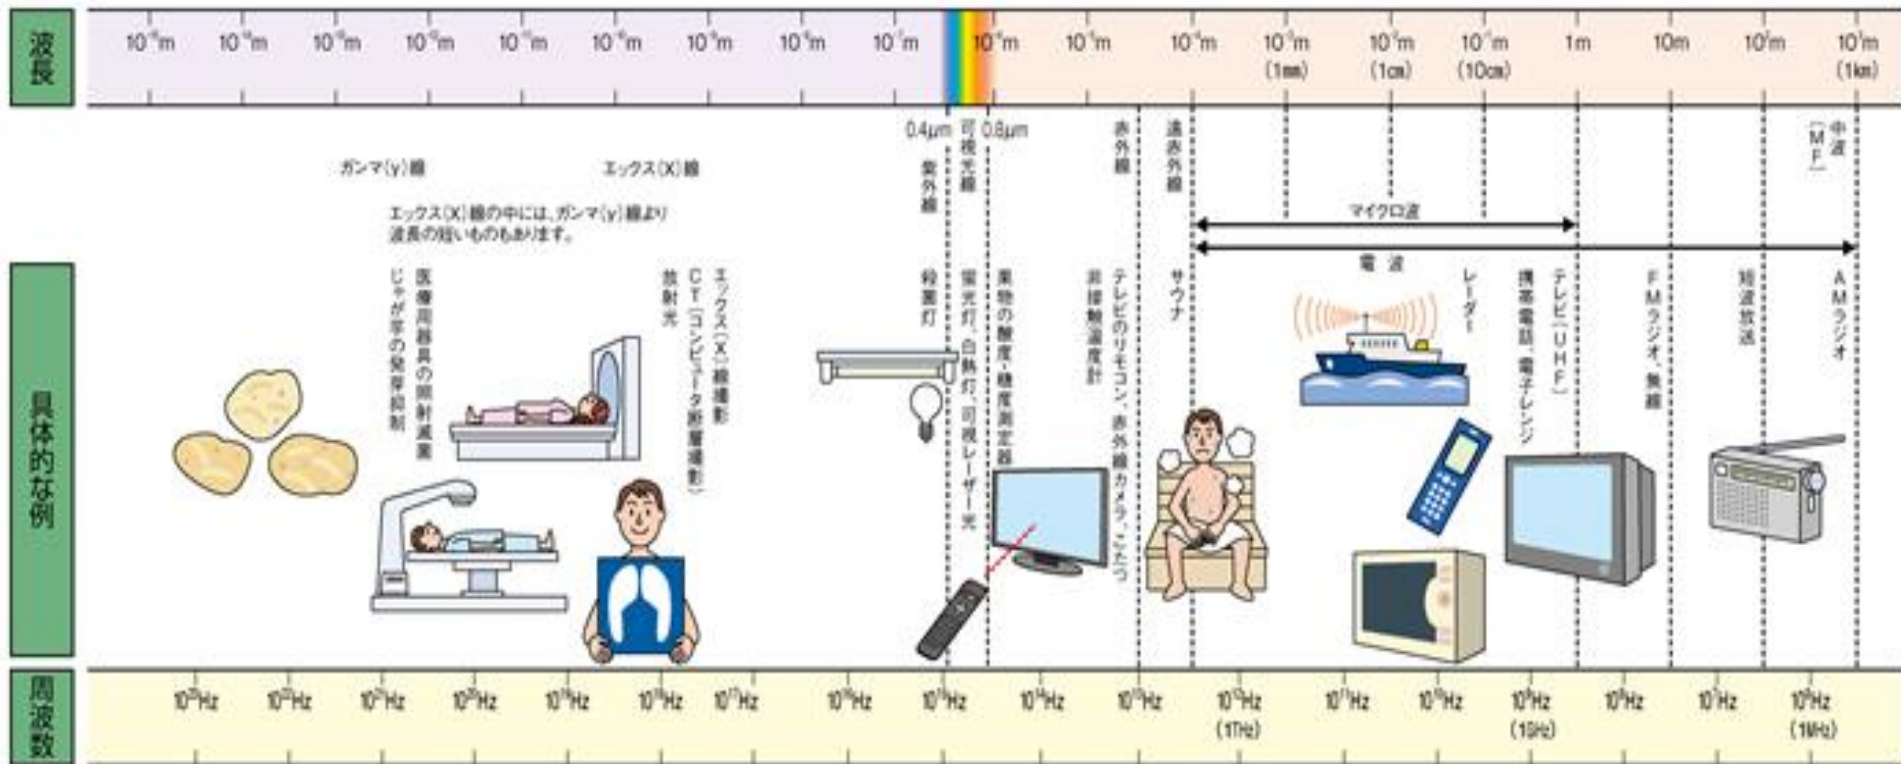 波長
10⁻¹⁵m 10⁻¹⁴m 10⁻¹³m 10⁻¹²m 10⁻¹¹m 10⁻¹⁰m 10⁻⁹m 10⁻⁸m 10⁻⁷m 10⁻⁶m 10⁻⁵m 10⁻⁴m 10⁻³m 10⁻²m 10⁻¹m 1m 10m 10²m 10³m
(1mm) (1cm) (10cm) (1km)
0.4μm
0.8μm
ガンマ(γ)線
エックス(X)線
紫外線
可視光線
赤外線
遠赤外線
中波
[MF]
エックス(X)線の中には、ガンマ(γ)線より
波長の短いものもあります。
マイクロ波
電波
具体的な例
医療用器具の照射滅菌
じゃが芋の発芽抑制
エックス(X)線撮影
CT(コンピュータ断層撮影)
放射光
殺菌灯
蛍光灯、白熱灯、可視レーザー光
果物の酸度・糖度測定器
テレビのリモコン、赤外線カメラ、こたつ
非接触温度計
サウナ
レーダー
テレビ(UHF)
携帯電話、電子レンジ
FMラジオ、無線
短波放送
AMラジオ
周波数
10²³Hz 10²²Hz 10²¹Hz 10²⁰Hz 10¹⁹Hz 10¹⁸Hz 10¹⁷Hz 10¹⁶Hz 10¹⁵Hz 10¹⁴Hz 10¹³Hz 10¹²Hz 10¹¹Hz 10¹⁰Hz 10⁹Hz 10⁸Hz 10⁷Hz 10⁶Hz
(1THz) (1GHz) (1MHz)